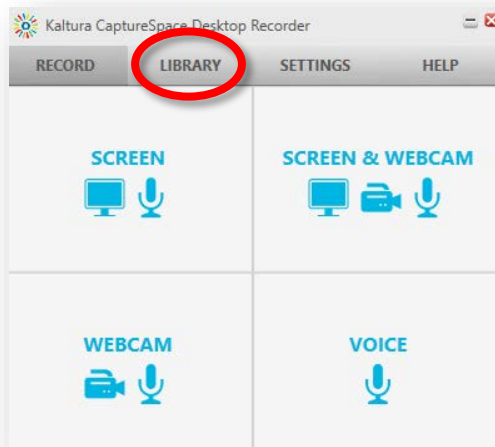 Kaltura CaptureSpace Desktop Recorder
RECORD LIBRARY SETTINGS HELP
SCREEN SCREEN & WEBCAM
WEBCAM VOICE